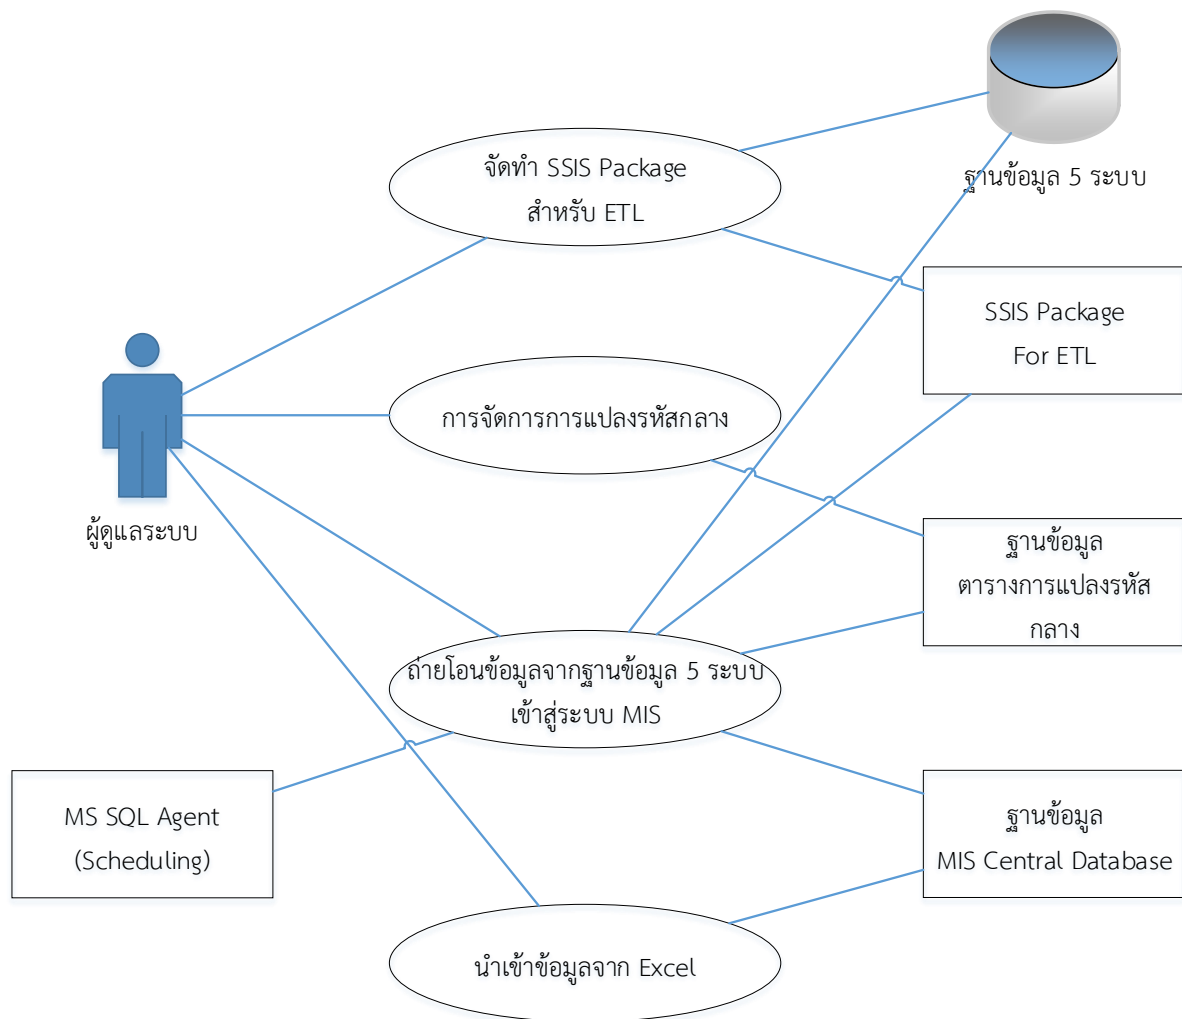 ฐานข้อมูล 5 ระบบ
จัดทำ SSIS Package
สำหรับ ETL
SSIS Package
For ETL
การจัดการการแปลงรหัสกลาง
ผู้ดูแลระบบ
ฐานข้อมูล
ตารางการแปลงรหัส
กลาง
ถ่ายโอนข้อมูลจากฐานข้อมูล 5 ระบบ
เข้าสู่ระบบ MIS
MS SQL Agent
(Scheduling)
ฐานข้อมูล
MIS Central Database
นำเข้าข้อมูลจาก Excel